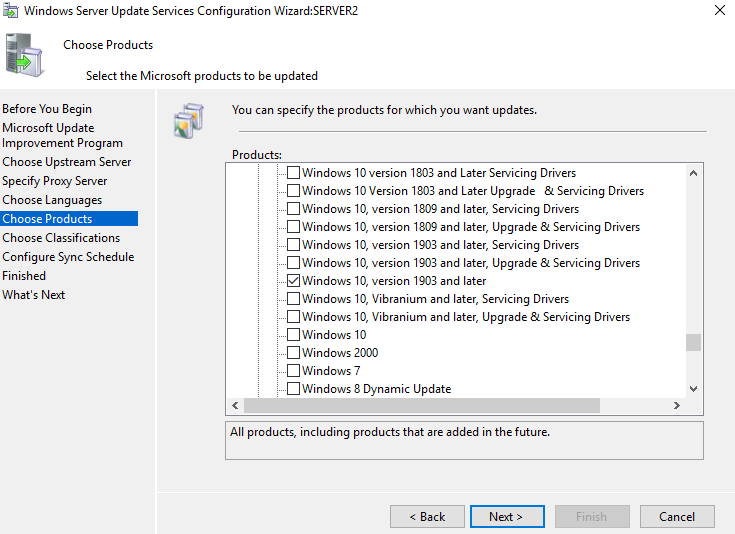 Windows Server Update Services Configuration Wizard:SERVER2
Choose Products
Select the Microsoft products to be updated
Before You Begin
Microsoft Update
Improvement Program
Choose Upstream Server
Specify Proxy Server
Choose Languages
Choose Products
Choose Classifications
Configure Sync Schedule
Finished
What's Next
You can specify the products for which you want updates.
Products:
Windows 10 version 1803 and Later Servicing Drivers
Windows 10 Version 1803 and Later Upgrade & Servicing Drivers
Windows 10, version 1809 and later, Servicing Drivers
Windows 10, version 1809 and later, Upgrade & Servicing Drivers
Windows 10, version 1903 and later, Servicing Drivers
Windows 10, version 1903 and later, Upgrade & Servicing Drivers
Windows 10, version 1903 and later
Windows 10, Vibranium and later, Servicing Drivers
Windows 10, Vibranium and later, Upgrade & Servicing Drivers
Windows 10
Windows 2000
Windows 7
Windows 8 Dynamic Update
All products, including products that are added in the future.
< Back
Next >
Finish
Cancel